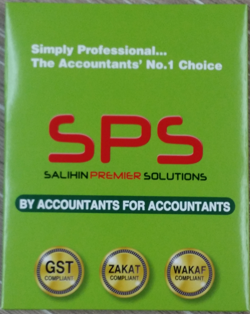 Simply Professional...
The Accountants' No.1 Choice
SPS
SALIHIN PREMIER SOLUTIONS
BY ACCOUNTANTS FOR ACCOUNTANTS
GST
COMPLIANT
ZAKAT
COMPLIANT
WAKAF
COMPLIANT